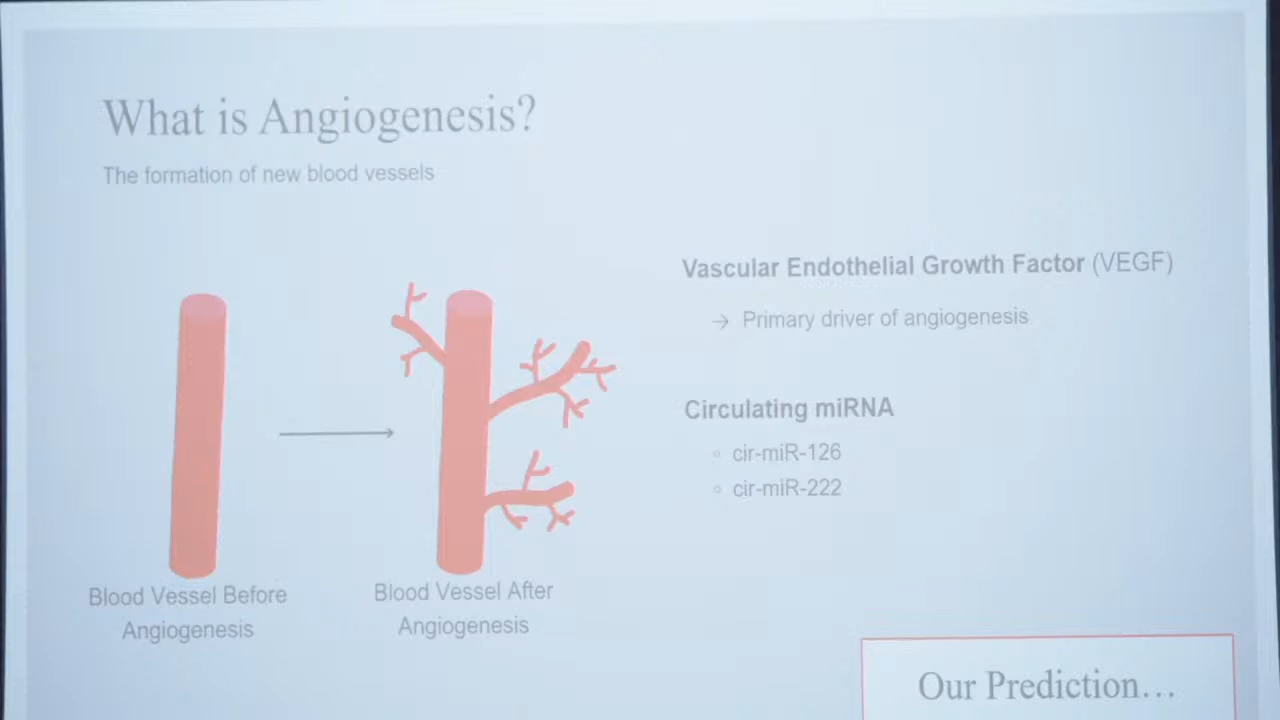 What is Angiogenesis?
The formation of new blood vessels
Vascular Endothelial Growth Factor (VEGF)
→ Primary driver of angiogenesis
Circulating miRNA
◦ cir-miR-126
◦ cir-miR-222
Blood Vessel Before
Angiogenesis
Blood Vessel After
Angiogenesis
Our Prediction...